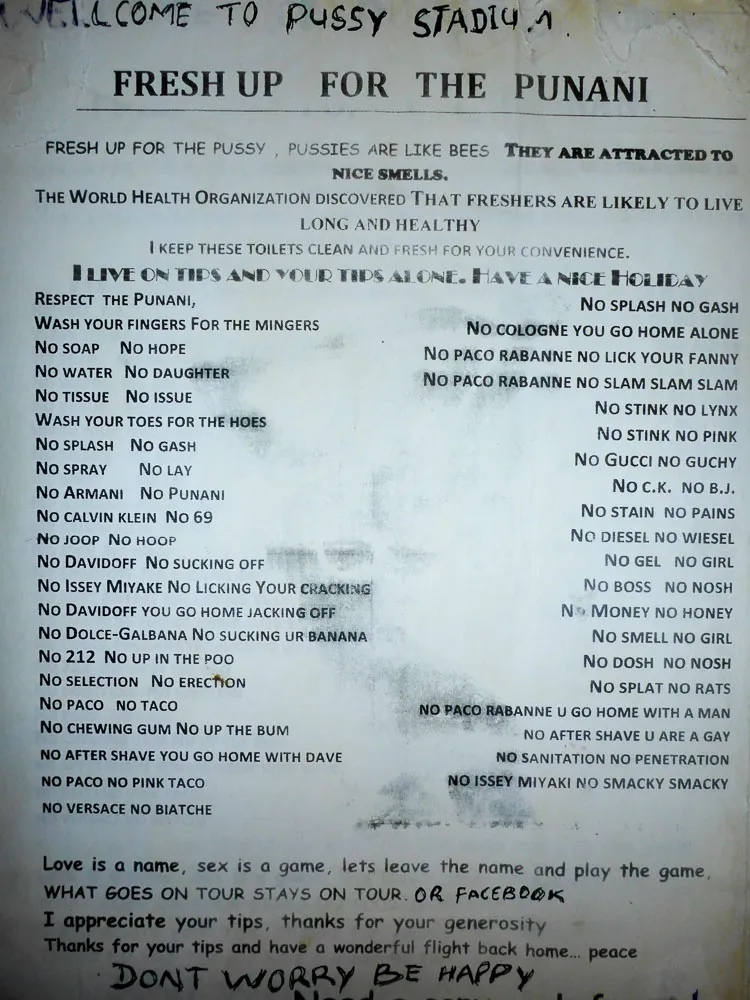 WELCOME TO PUSSY STADIUM.
FRESH UP FOR THE PUNANI
FRESH UP FOR THE PUSSY , PUSSIES ARE LIKE BEES THEY ARE ATTRACTED TO
NICE SMELLS.
THE WORLD HEALTH ORGANIZATION DISCOVERED THAT FRESHERS ARE LIKELY TO LIVE
LONG AND HEALTHY
I KEEP THESE TOILETS CLEAN AND FRESH FOR YOUR CONVENIENCE.
I LIVE ON TIPS AND YOUR TIPS ALONE. HAVE A NICE HOLIDAY
RESPECT THE PUNANI,
WASH YOUR FINGERS FOR THE MINGERS
NO SOAP NO HOPE
NO WATER NO DAUGHTER
NO TISSUE NO ISSUE
WASH YOUR TOES FOR THE HOES
NO SPLASH NO GASH
NO SPRAY NO LAY
NO ARMANI NO PUNANI
NO CALVIN KLEIN NO 69
NO JOOP NO HOOP
NO DAVIDOFF NO SUCKING OFF
NO ISSEY MIYAKE NO LICKING YOUR CRACKING
NO DAVIDOFF YOU GO HOME JACKING OFF
NO DOLCE-GALBANA NO SUCKING UR BANANA
NO 212 NO UP IN THE POO
NO SELECTION NO ERECTION
NO PACO NO TACO
NO CHEWING GUM NO UP THE BUM
NO AFTER SHAVE YOU GO HOME WITH DAVE
NO PACO NO PINK TACO
NO VERSACE NO BIATCHE
NO SPLASH NO GASH
NO COLOGNE YOU GO HOME ALONE
NO PACO RABANNE NO LICK YOUR FANNY
NO PACO RABANNE NO SLAM SLAM SLAM
NO STINK NO LYNX
NO STINK NO PINK
NO GUCCI NO GUCHY
NO C.K. NO B.J.
NO STAIN NO PAINS
NO DIESEL NO WIESEL
NO GEL NO GIRL
NO BOSS NO NOSH
NO MONEY NO HONEY
NO SMELL NO GIRL
NO DOSH NO NOSH
NO SPLAT NO RATS
NO PACO RABANNE U GO HOME WITH A MAN
NO AFTER SHAVE U ARE A GAY
NO SANITATION NO PENETRATION
NO ISSEY MIYAKI NO SMACKY SMACKY
Love is a name, sex is a game, lets leave the name and play the game,
WHAT GOES ON TOUR STAYS ON TOUR. OR FACEBOOK
I appreciate your tips, thanks for your generosity
Thanks for your tips and have a wonderful flight back home... peace
DONT WORRY BE HAPPY